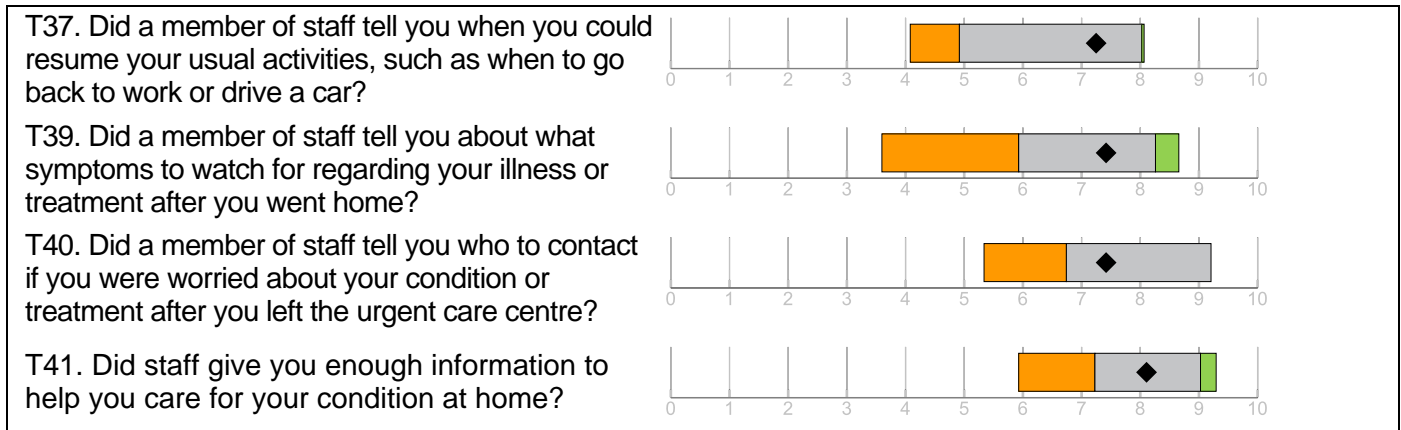 T37. Did a member of staff tell you when you could
resume your usual activities, such as when to go
back to work or drive a car?
0 1 2 3 4 5 6 7 8 9 10
T39. Did a member of staff tell you about what
symptoms to watch for regarding your illness or
treatment after you went home?
0 1 2 3 4 5 6 7 8 9 10
T40. Did a member of staff tell you who to contact
if you were worried about your condition or
treatment after you left the urgent care centre?
0 1 2 3 4 5 6 7 8 9 10
T41. Did staff give you enough information to
help you care for your condition at home?
0 1 2 3 4 5 6 7 8 9 10